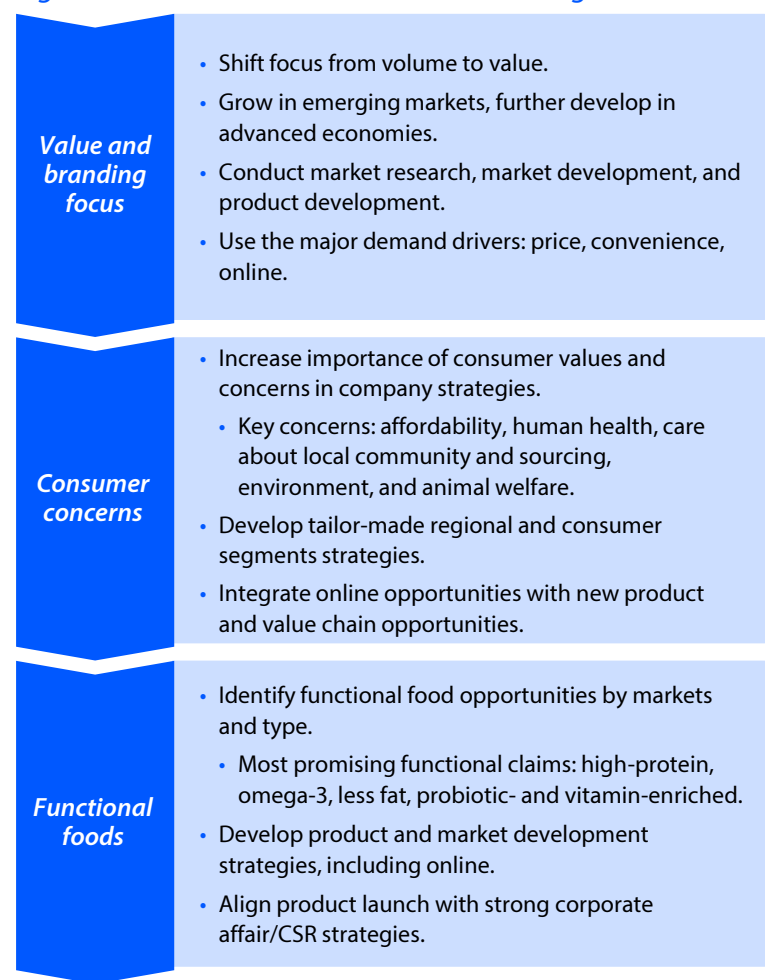 Value and
branding
focus
• Shift focus from volume to value.
• Grow in emerging markets, further develop in
advanced economies.
• Conduct market research, market development, and
product development.
• Use the major demand drivers: price, convenience,
online.
Consumer
concerns
• Increase importance of consumer values and
concerns in company strategies.
• Key concerns: affordability, human health, care
about local community and sourcing,
environment, and animal welfare.
• Develop tailor-made regional and consumer
segments strategies.
• Integrate online opportunities with new product
and value chain opportunities.
Functional
foods
• Identify functional food opportunities by markets
and type.
• Most promising functional claims: high-protein,
omega-3, less fat, probiotic- and vitamin-enriched.
• Develop product and market development
strategies, including online.
• Align product launch with strong corporate
affair/CSR strategies.